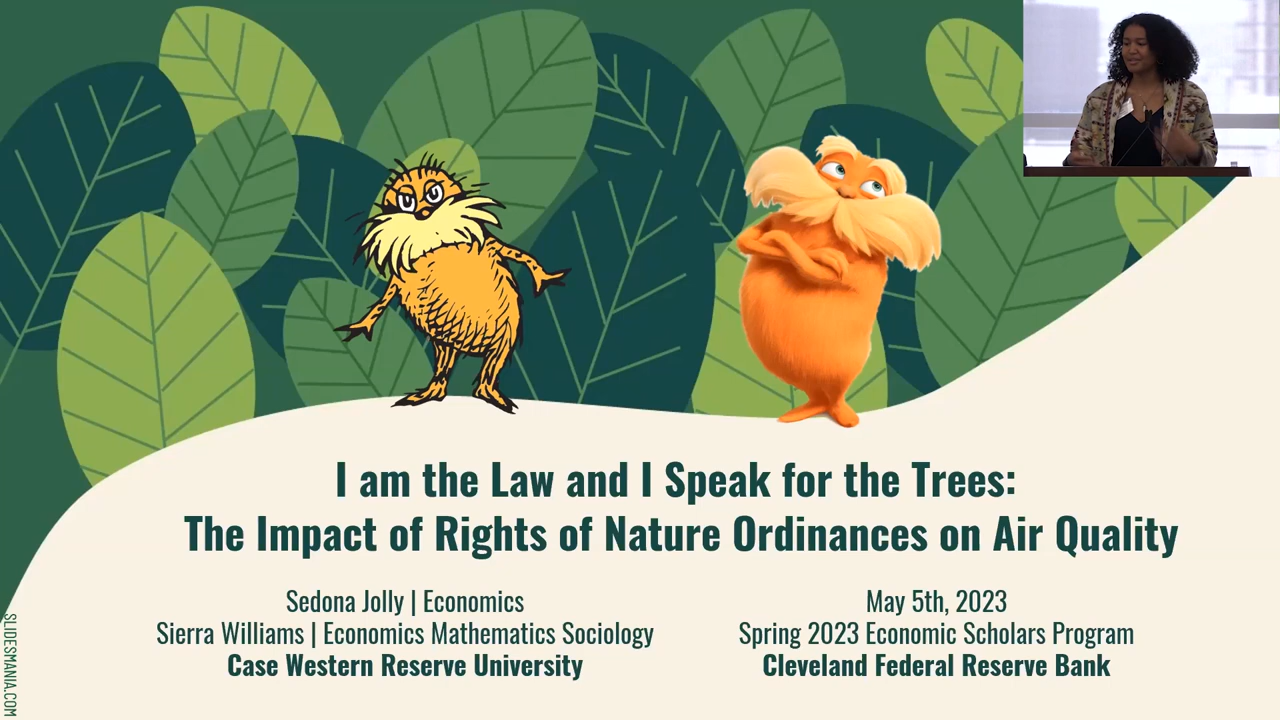 I am the Law and I Speak for the Trees:
The Impact of Rights of Nature Ordinances on Air Quality
Sedona Jolly | Economics
Sierra Williams | Economics Mathematics Sociology
Case Western Reserve University
May 5th, 2023
Spring 2023 Economic Scholars Program
Cleveland Federal Reserve Bank
SLIDESMANIA.COM